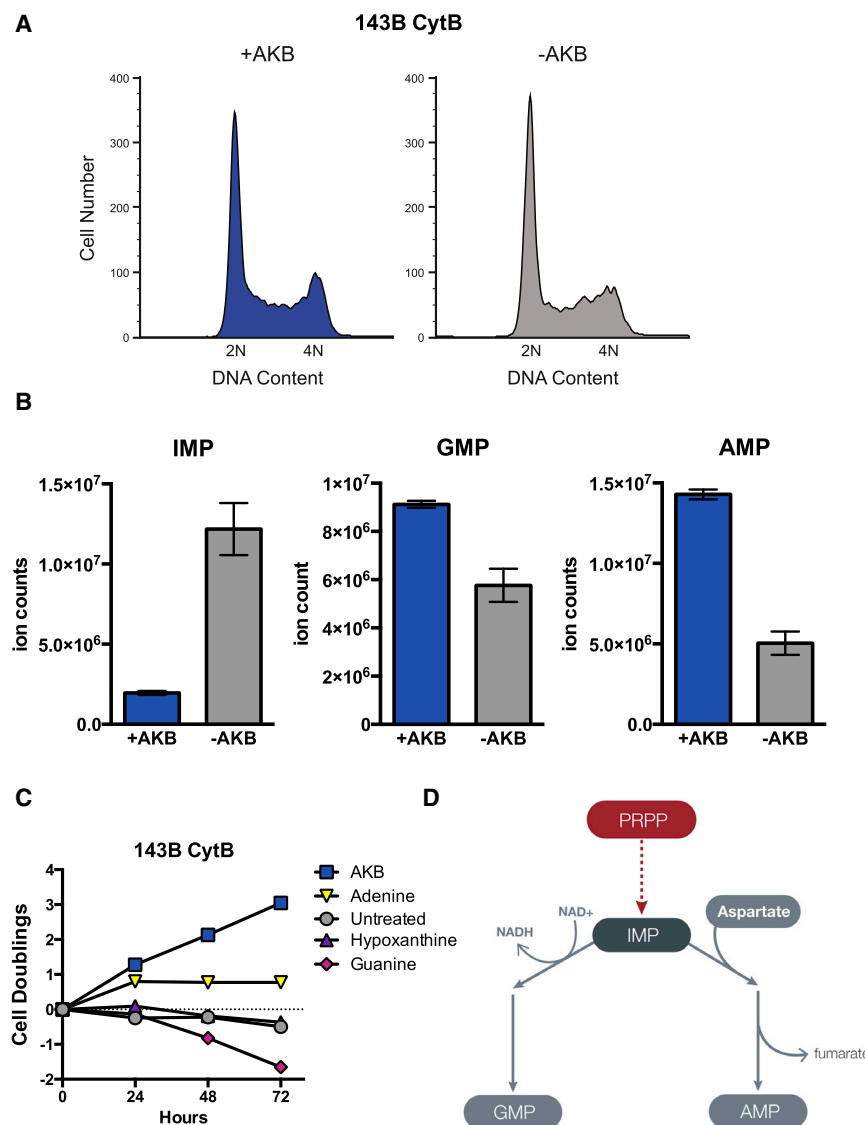 A
143B CytB
+AKB
-AKB
400
300
200
100
0
Cell Number
2N
4N
DNA Content
400
300
200
100
0
2N
4N
DNA Content
B
IMP
1.5×10⁷
1.0×10⁷
5.0×10⁶
0.0
ion counts
+AKB
-AKB
GMP
1×10⁷
8×10⁶
6×10⁶
4×10⁶
2×10⁶
0
ion count
+AKB
-AKB
AMP
1.5×10⁷
1.0×10⁷
5.0×10⁶
0.0
ion counts
+AKB
-AKB
C
143B CytB
4
3
2
1
0
-1
-2
Cell Doublings
0
24
48
72
Hours
AKB
Adenine
Untreated
Hypoxanthine
Guanine
D
PRPP
NADH
NAD+
IMP
Aspartate
fumarate
GMP
AMP